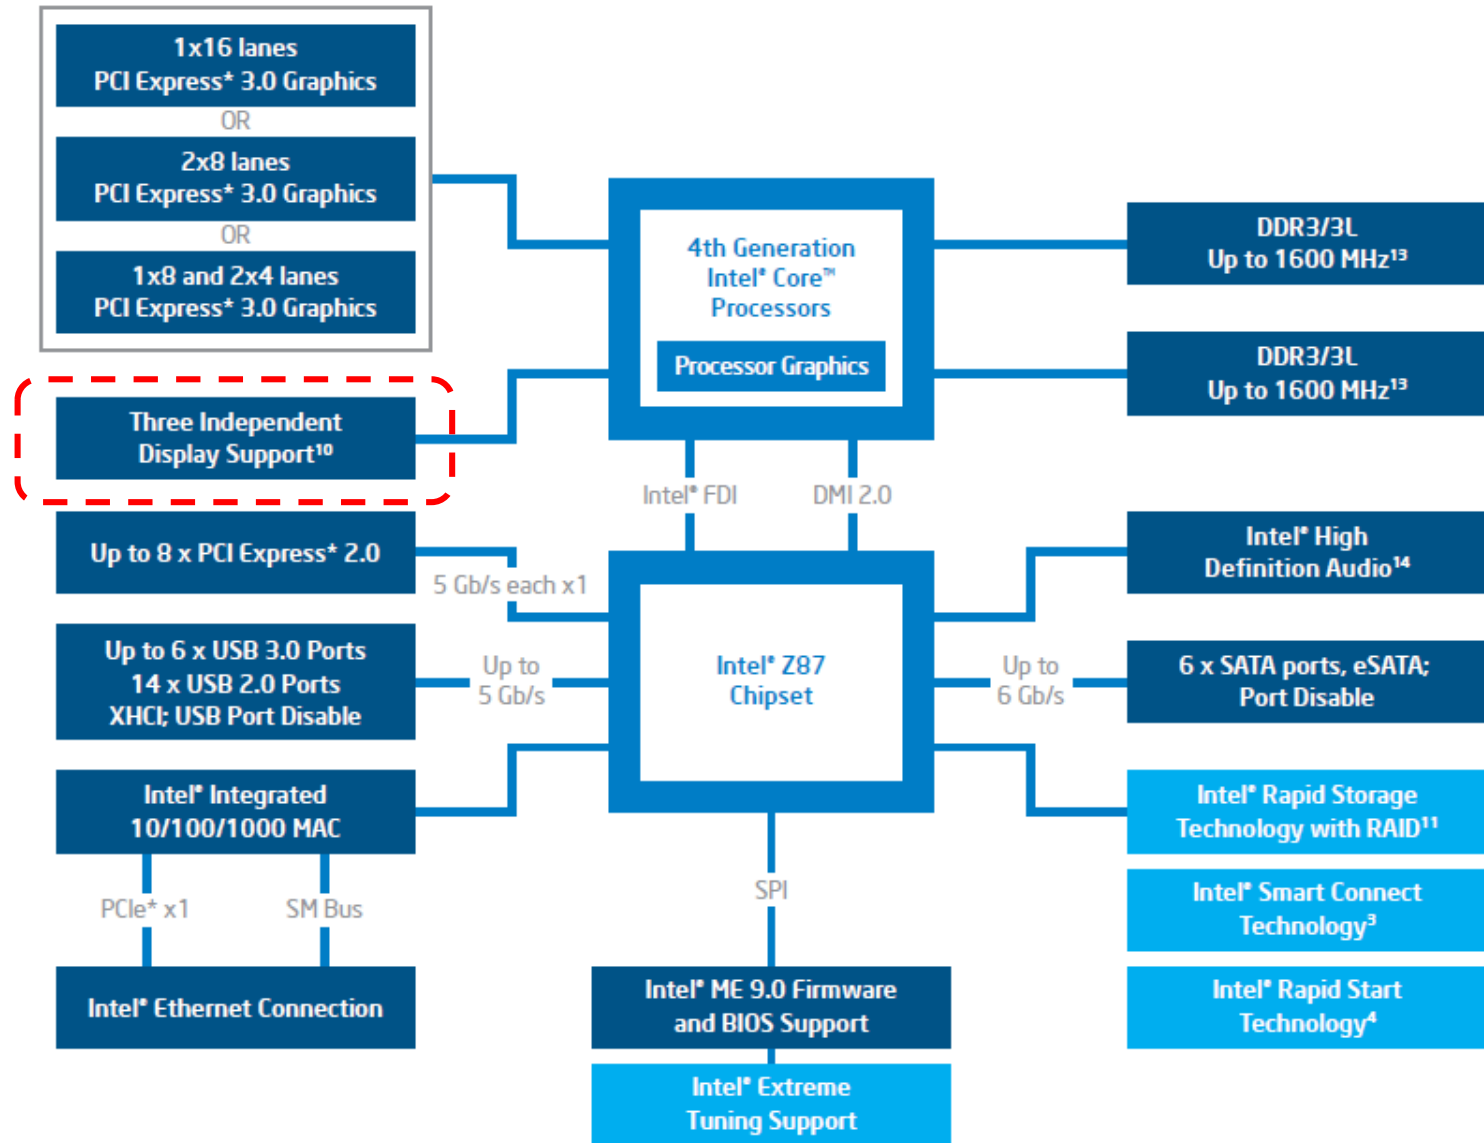 1x16 lanes
PCI Express* 3.0 Graphics
OR
2x8 lanes
PCI Express* 3.0 Graphics
OR
1x8 and 2x4 lanes
PCI Express* 3.0 Graphics
4th Generation
Intel® Core™
Processors
Processor Graphics
DDR3/3L
Up to 1600 MHz¹³
DDR3/3L
Up to 1600 MHz¹³
Three Independent
Display Support¹⁰
Intel® FDI
DMI 2.0
Up to 8 x PCI Express* 2.0
5 Gb/s each x1
Intel® High
Definition Audio¹⁴
Up to 6 x USB 3.0 Ports
14 x USB 2.0 Ports
XHCI; USB Port Disable
Up to
5 Gb/s
Intel® Z87
Chipset
Up to
6 Gb/s
6 x SATA ports, eSATA;
Port Disable
Intel® Integrated
10/100/1000 MAC
Intel® Rapid Storage
Technology with RAID¹¹
PCIe* x1
SM Bus
SPI
Intel® Smart Connect
Technology³
Intel® Ethernet Connection
Intel® ME 9.0 Firmware
and BIOS Support
Intel® Rapid Start
Technology⁴
Intel® Extreme
Tuning Support